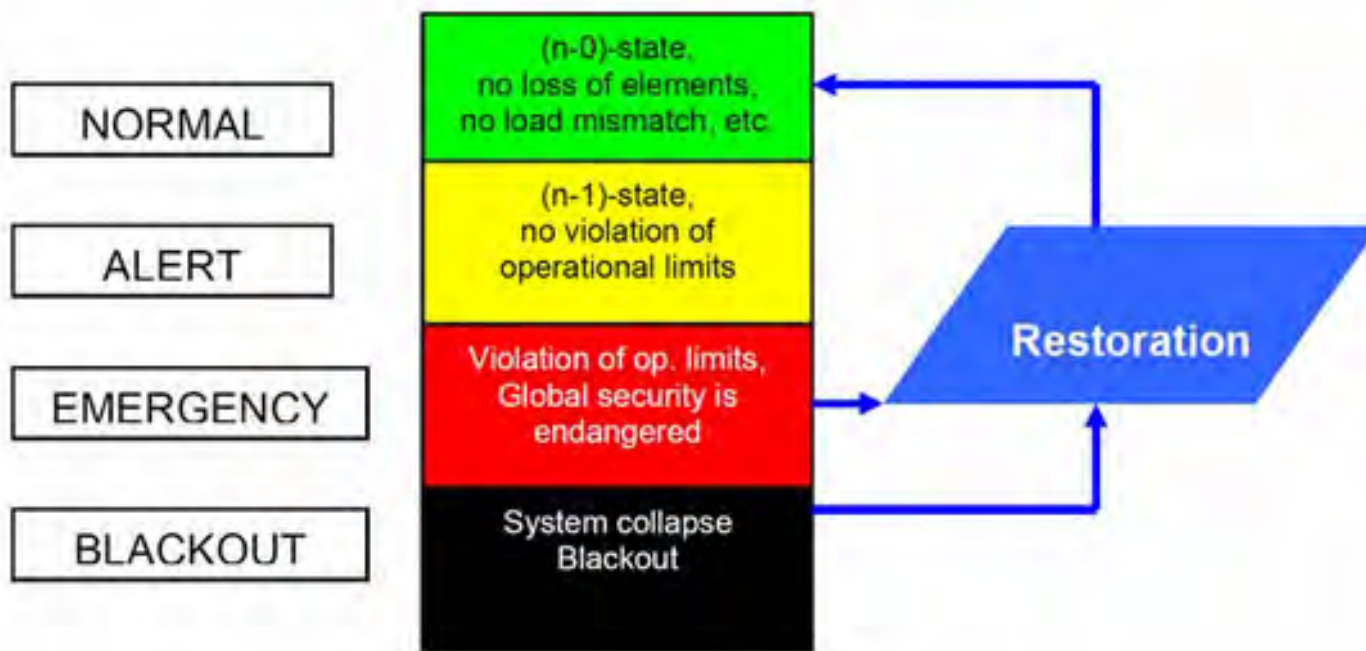 NORMAL
(n-0)-state,
no loss of elements,
no load mismatch, etc.
ALERT
(n-1)-state,
no violation of
operational limits
EMERGENCY
Violation of op. limits,
Global security is
endangered
BLACKOUT
System collapse
Blackout
Restoration